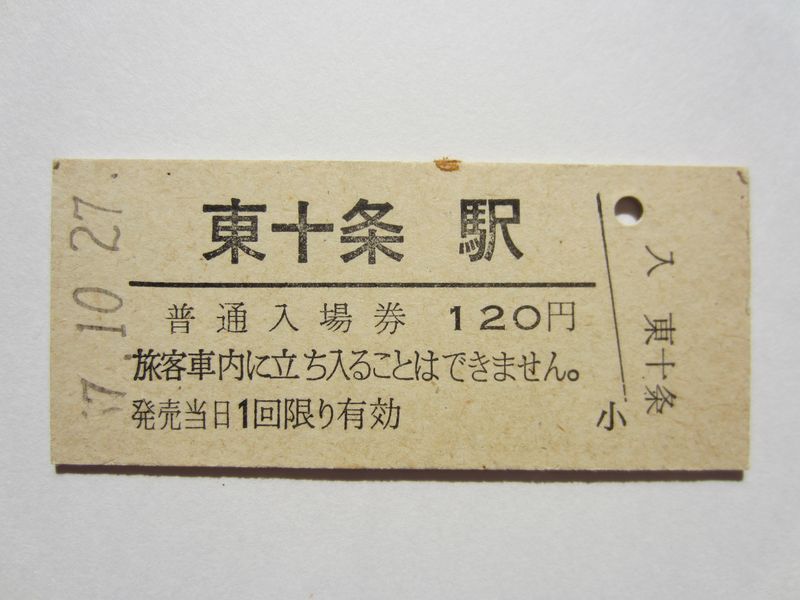 東十条 駅
普通入場券 120円
旅客車内に立ち入ることはできません。
発売当日1回限り有効
小
入 東十条
7.10 27.